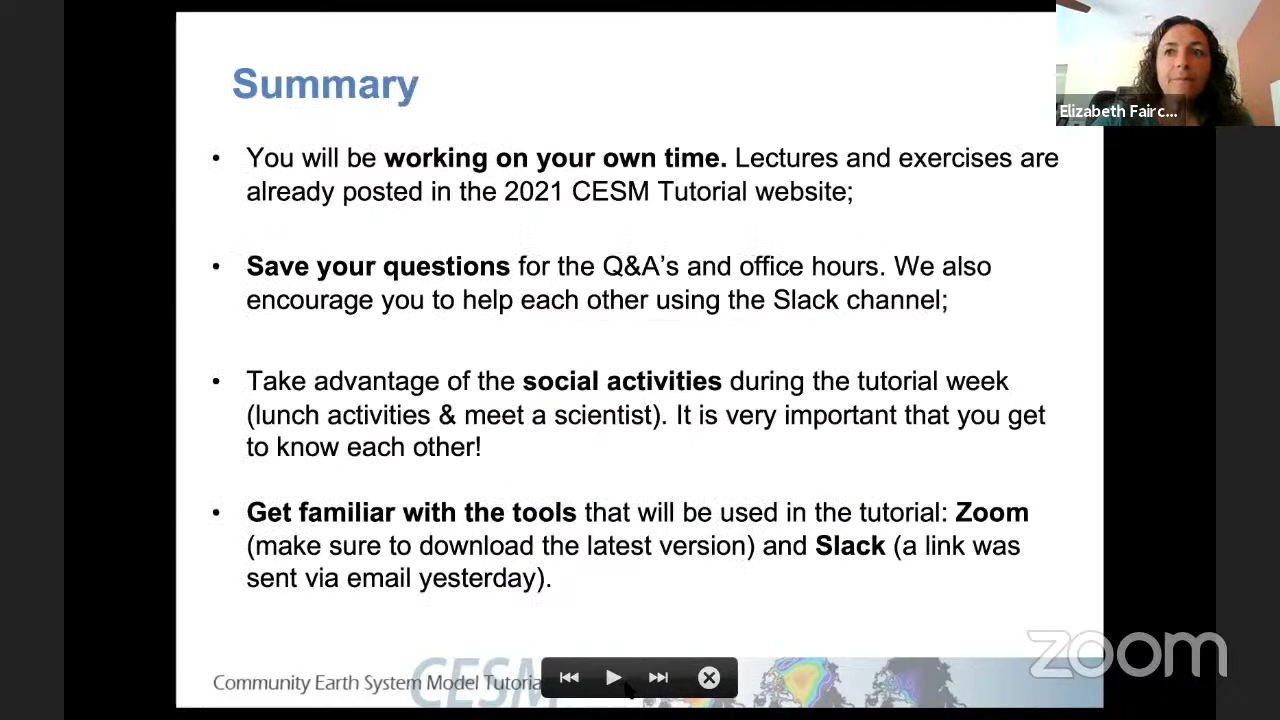 Summary
Elizabeth Fairc...
• You will be working on your own time. Lectures and exercises are
already posted in the 2021 CESM Tutorial website;
• Save your questions for the Q&A’s and office hours. We also
encourage you to help each other using the Slack channel;
• Take advantage of the social activities during the tutorial week
(lunch activities & meet a scientist). It is very important that you get
to know each other!
• Get familiar with the tools that will be used in the tutorial: Zoom
(make sure to download the latest version) and Slack (a link was
sent via email yesterday).
zoom
CESM
Community Earth System Model Tutoria